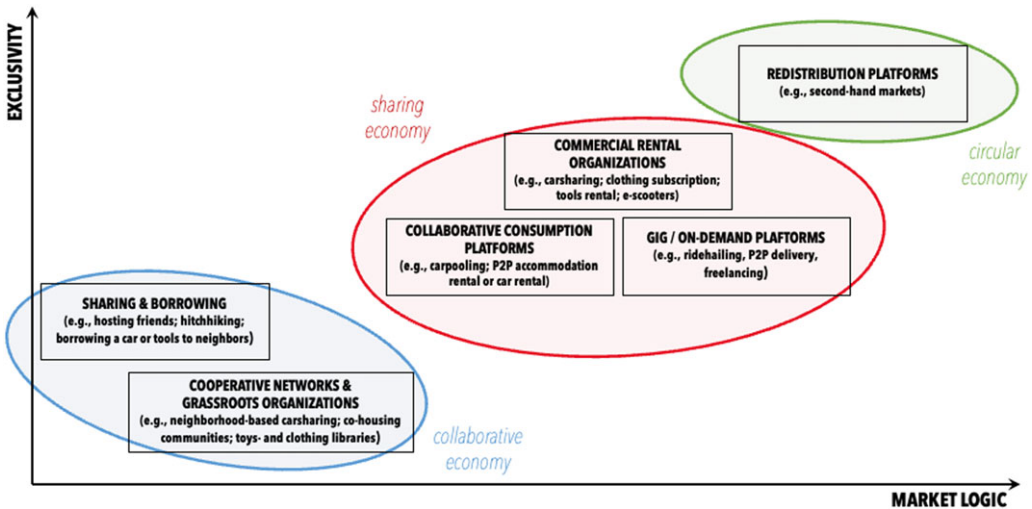 EXCLUSIVITY
REDISTRIBUTION PLATFORMS
(e.g., second-hand markets)
circular
economy
sharing
economy
COMMERCIAL RENTAL
ORGANIZATIONS
(e.g., carsharing; clothing subscription;
tools rental; e-scooters)
COLLABORATIVE CONSUMPTION
PLATFORMS
(e.g., carpooling; P2P accommodation
rental or car rental)
GIG / ON-DEMAND PLAFTORMS
(e.g., ridehailing, P2P delivery,
freelancing)
SHARING & BORROWING
(e.g., hosting friends; hitchhiking;
borrowing a car or tools to neighbors)
COOPERATIVE NETWORKS &
GRASSROOTS ORGANIZATIONS
(e.g., neighborhood-based carsharing; co-housing
communities; toys- and clothing libraries)
collaborative
economy
MARKET LOGIC